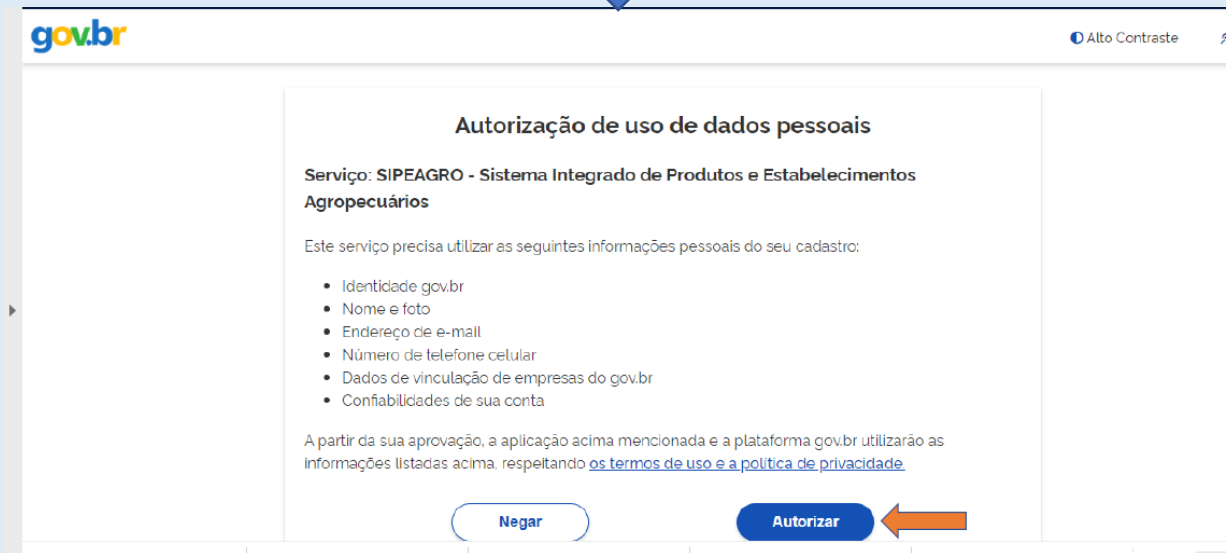 gov.br
Alto Contraste
Autorização de uso de dados pessoais
Serviço: SIPEAGRO - Sistema Integrado de Produtos e Estabelecimentos
Agropecuários
Este serviço precisa utilizar as seguintes informações pessoais do seu cadastro:
• Identidade gov.br
• Nome e foto
• Endereço de e-mail
• Número de telefone celular
• Dados de vinculação de empresas do gov.br
• Confiabilidades de sua conta
A partir da sua aprovação, a aplicação acima mencionada e a plataforma gov.br utilizarão as
informações listadas acima, respeitando os termos de uso e a política de privacidade.
Negar
Autorizar